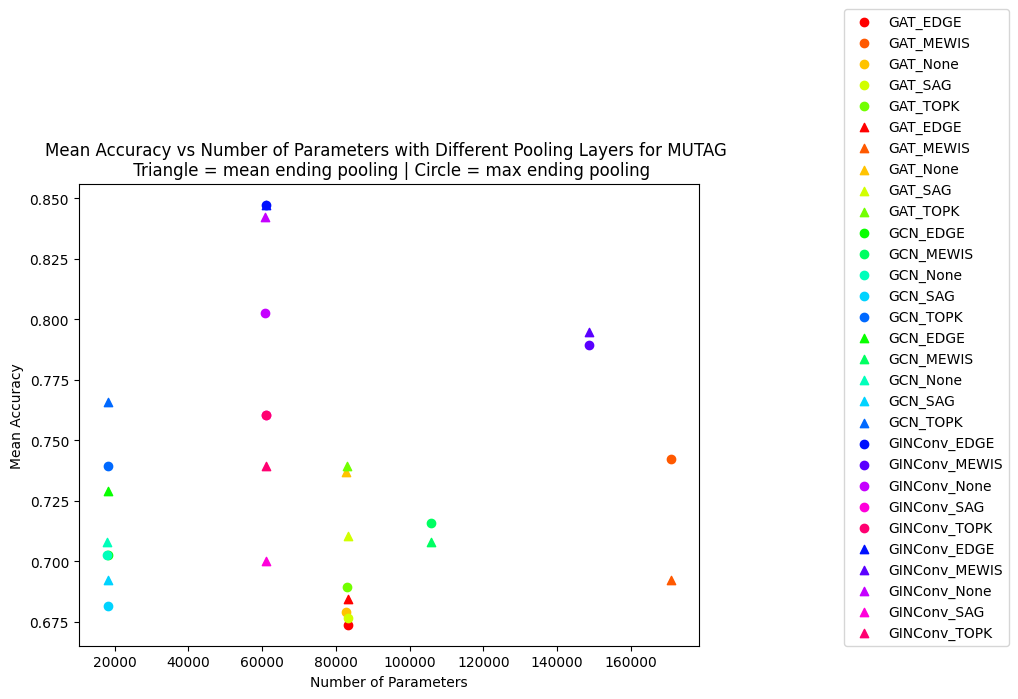 Mean Accuracy vs Number of Parameters with Different Pooling Layers for MUTAG
Triangle = mean ending pooling | Circle = max ending pooling
Mean Accuracy
0.850
0.825
0.800
0.775
0.750
0.725
0.700
0.675
20000
40000
60000
80000
100000
120000
140000
160000
Number of Parameters
GAT_EDGE
GAT_MEWIS
GAT_None
GAT_SAG
GAT_TOPK
GAT_EDGE
GAT_MEWIS
GAT_None
GAT_SAG
GAT_TOPK
GCN_EDGE
GCN_MEWIS
GCN_None
GCN_SAG
GCN_TOPK
GCN_EDGE
GCN_MEWIS
GCN_None
GCN_SAG
GCN_TOPK
GINConv_EDGE
GINConv_MEWIS
GINConv_None
GINConv_SAG
GINConv_TOPK
GINConv_EDGE
GINConv_MEWIS
GINConv_None
GINConv_SAG
GINConv_TOPK